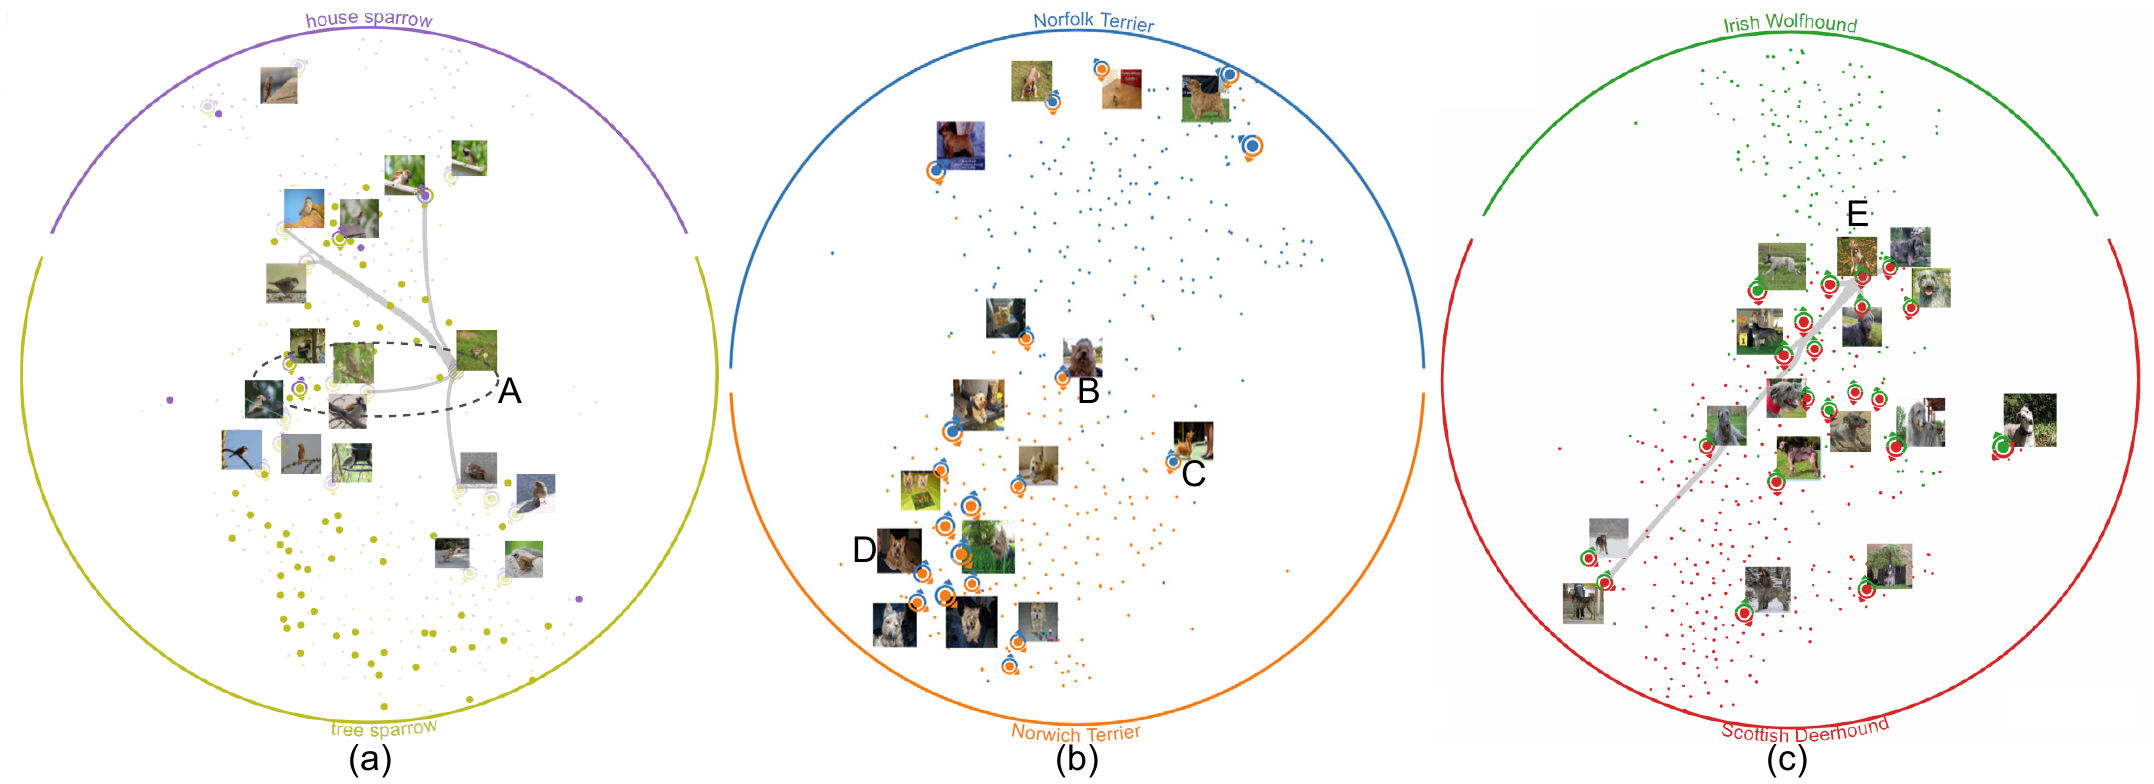 house sparrow
Norfolk Terrier
Irish Wolfhound
A
B
C
D
E
tree sparrow
Norwich Terrier
Scottish Deerhound
(a)
(b)
(c)